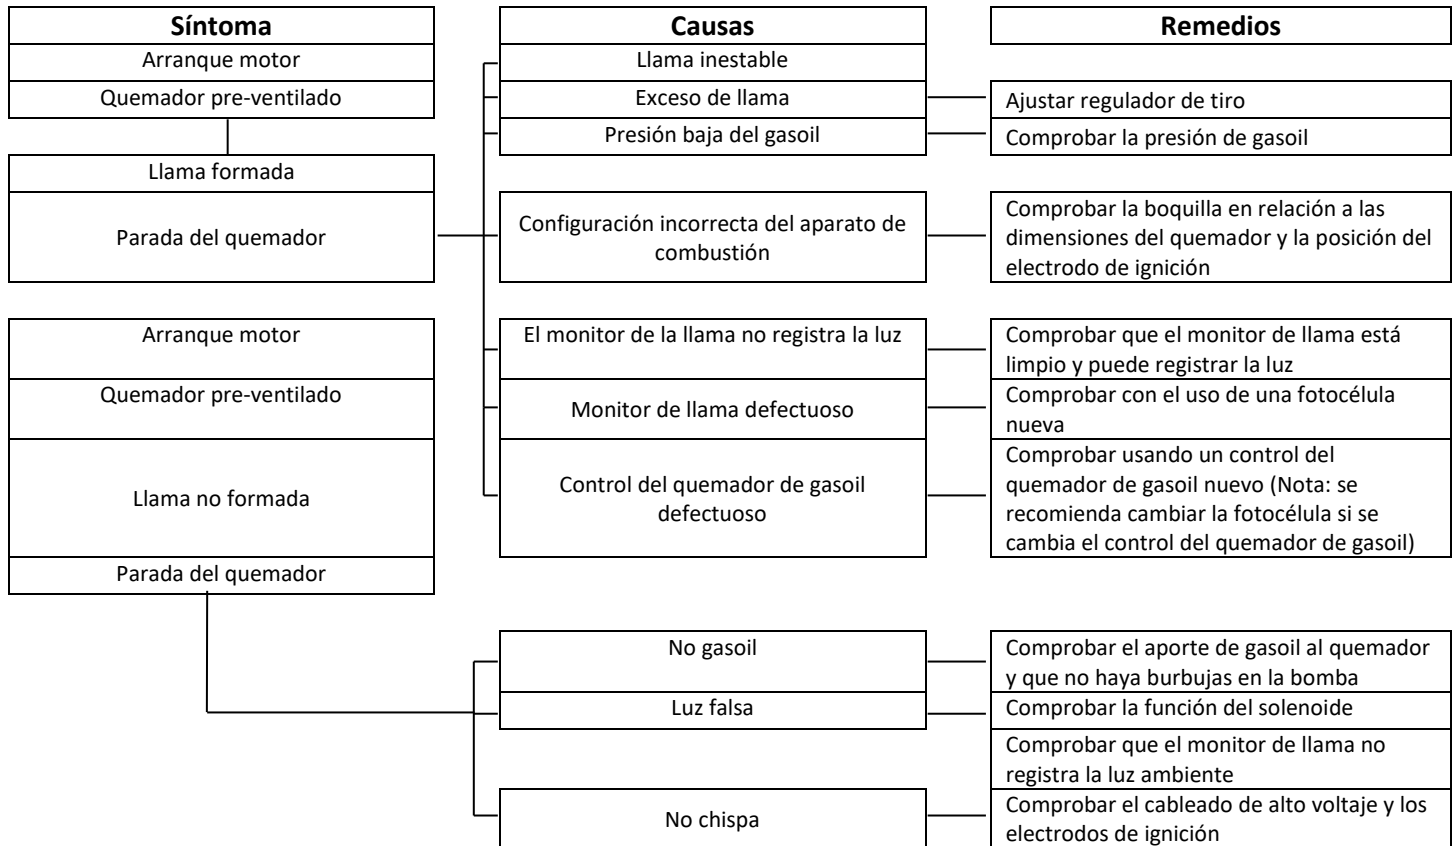 Síntoma
Causas
Remedios
Arranque motor
Llama inestable
Quemador pre-ventilado
Exceso de llama
Ajustar regulador de tiro
Presión baja del gasoil
Comprobar la presión de gasoil
Llama formada
Parada del quemador
Configuración incorrecta del aparato de
combustión
Comprobar la boquilla en relación a las
dimensiones del quemador y la posición del
electrodo de ignición
Arranque motor
El monitor de la llama no registra la luz
Comprobar que el monitor de llama está
limpio y puede registrar la luz
Quemador pre-ventilado
Monitor de llama defectuoso
Comprobar con el uso de una fotocélula
nueva
Llama no formada
Control del quemador de gasoil
defectuoso
Comprobar usando un control del
quemador de gasoil nuevo (Nota: se
recomienda cambiar la fotocélula si se
cambia el control del quemador de gasoil)
Parada del quemador
No gasoil
Comprobar el aporte de gasoil al quemador
y que no haya burbujas en la bomba
Luz falsa
Comprobar la función del solenoide
Comprobar que el monitor de llama no
registra la luz ambiente
No chispa
Comprobar el cableado de alto voltaje y los
electrodos de ignición